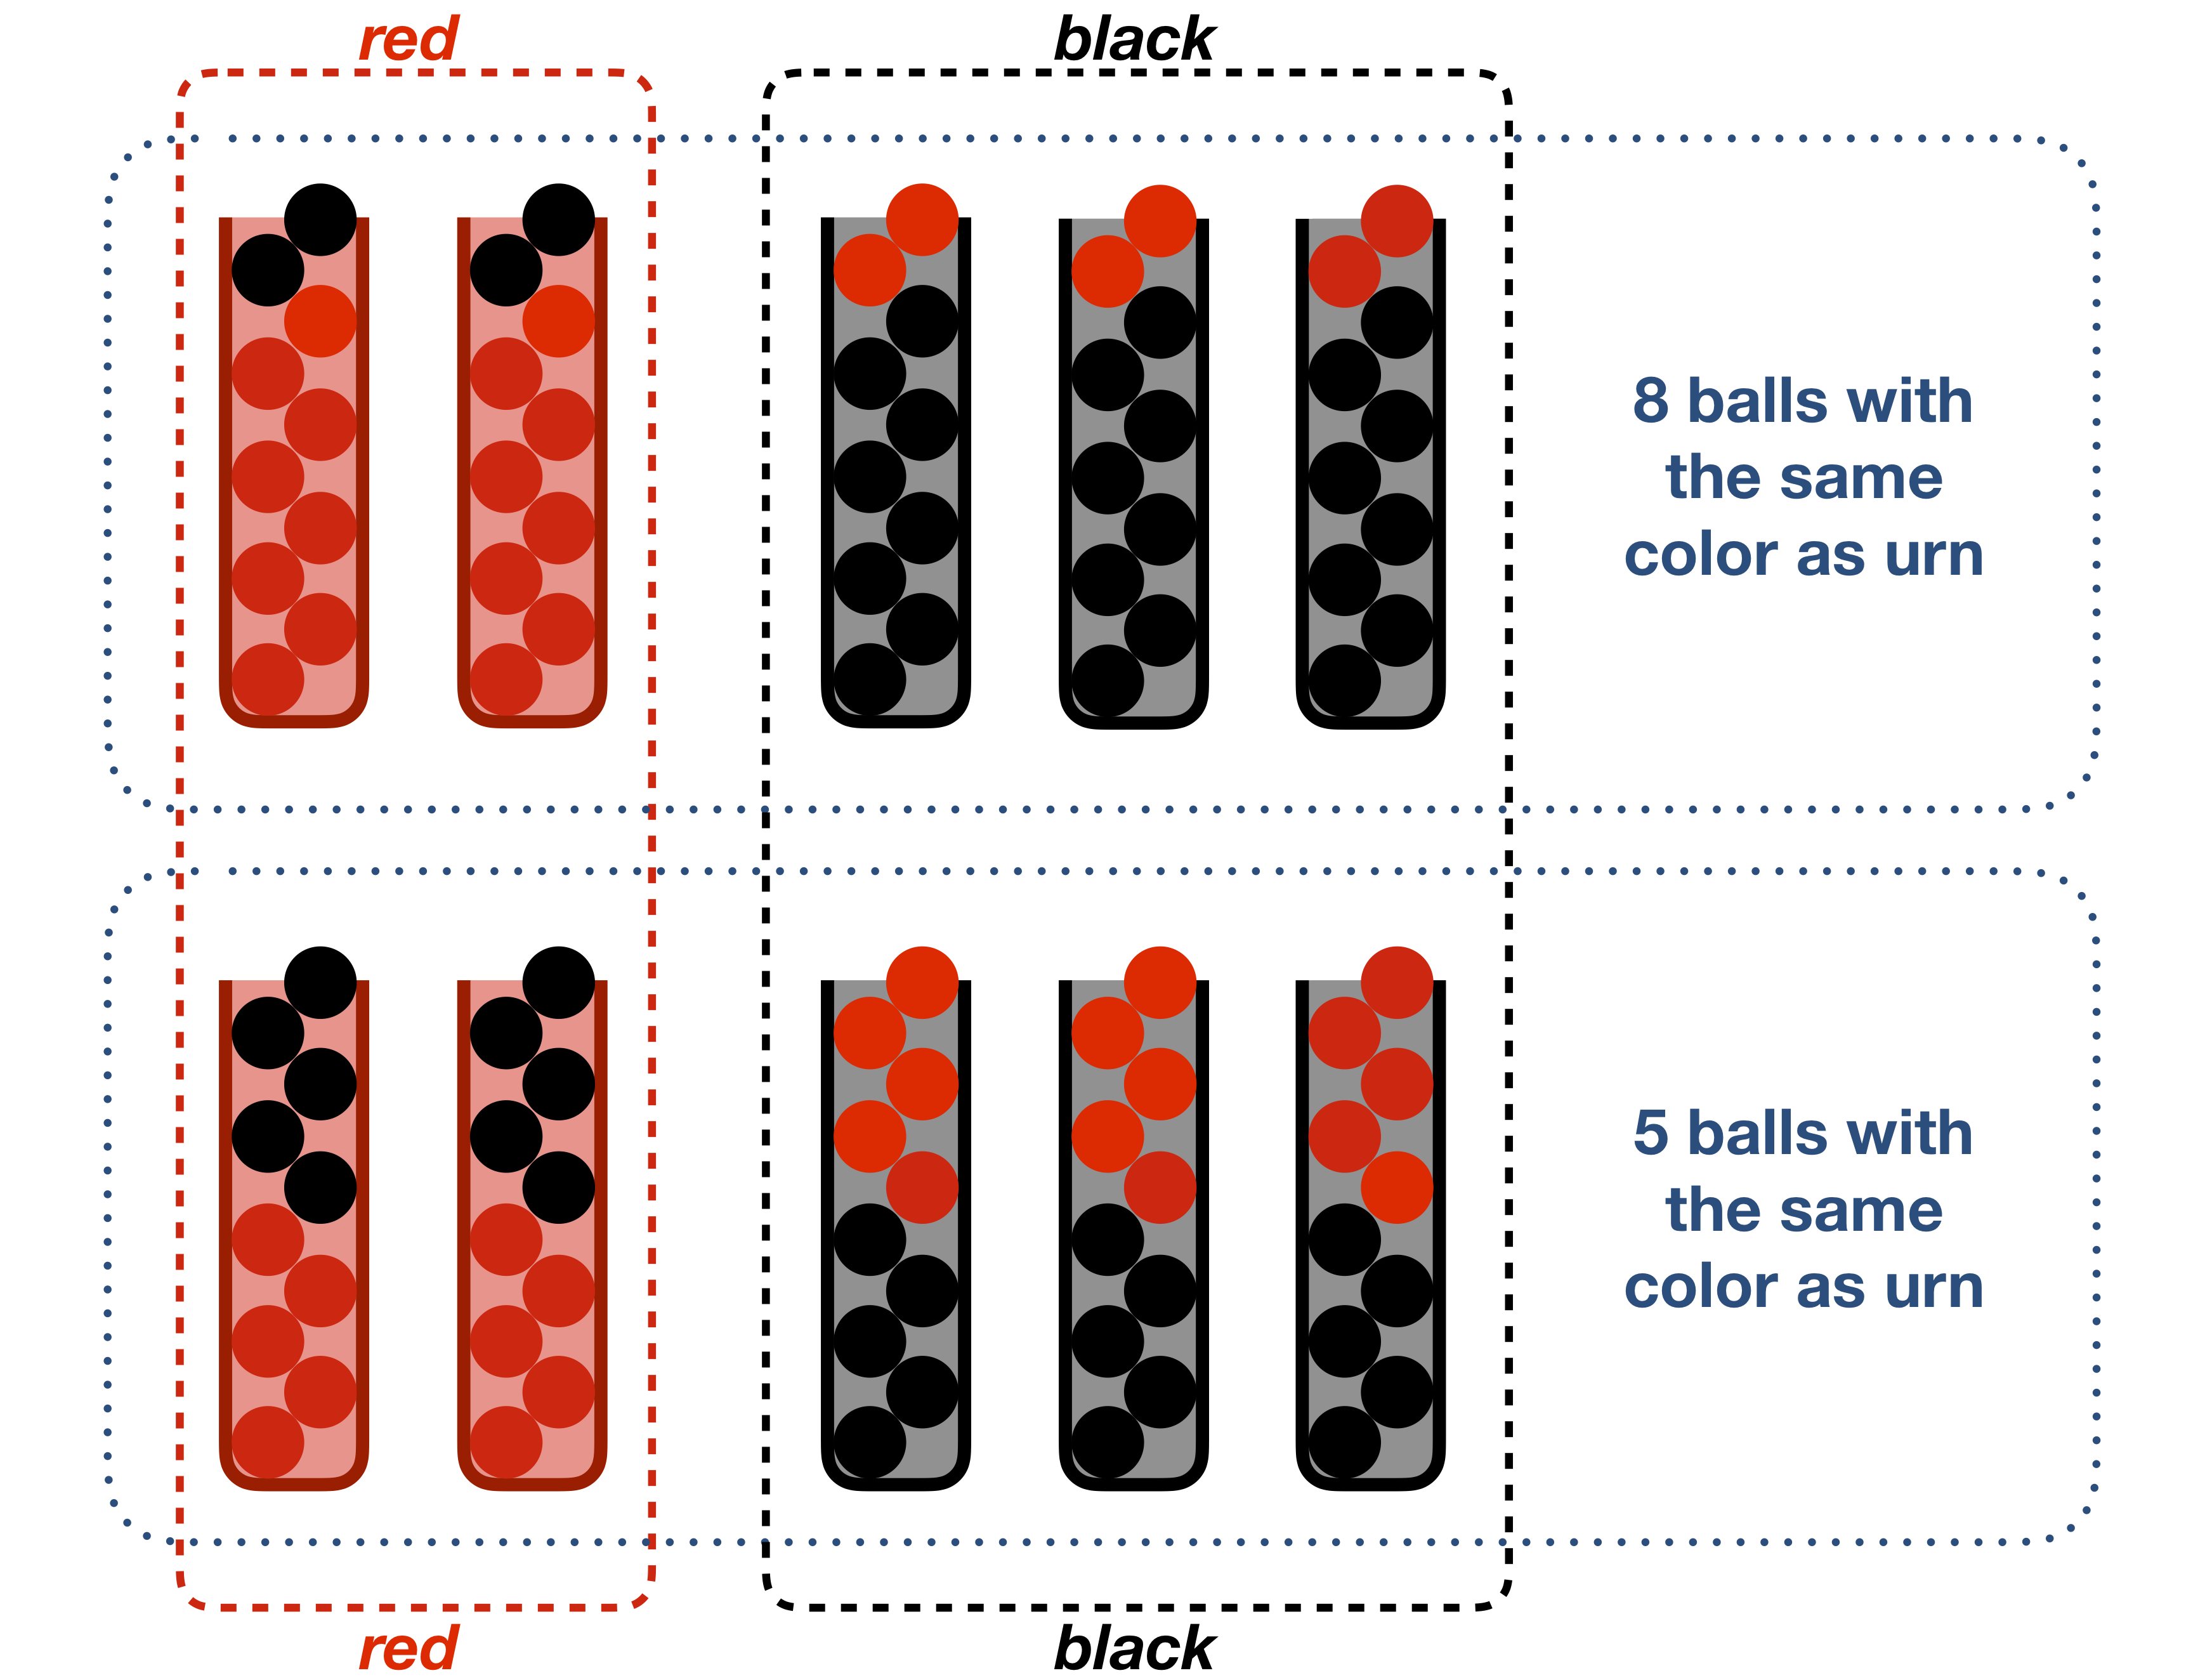 red
black
8 balls with
the same
color as urn
5 balls with
the same
color as urn
red
black